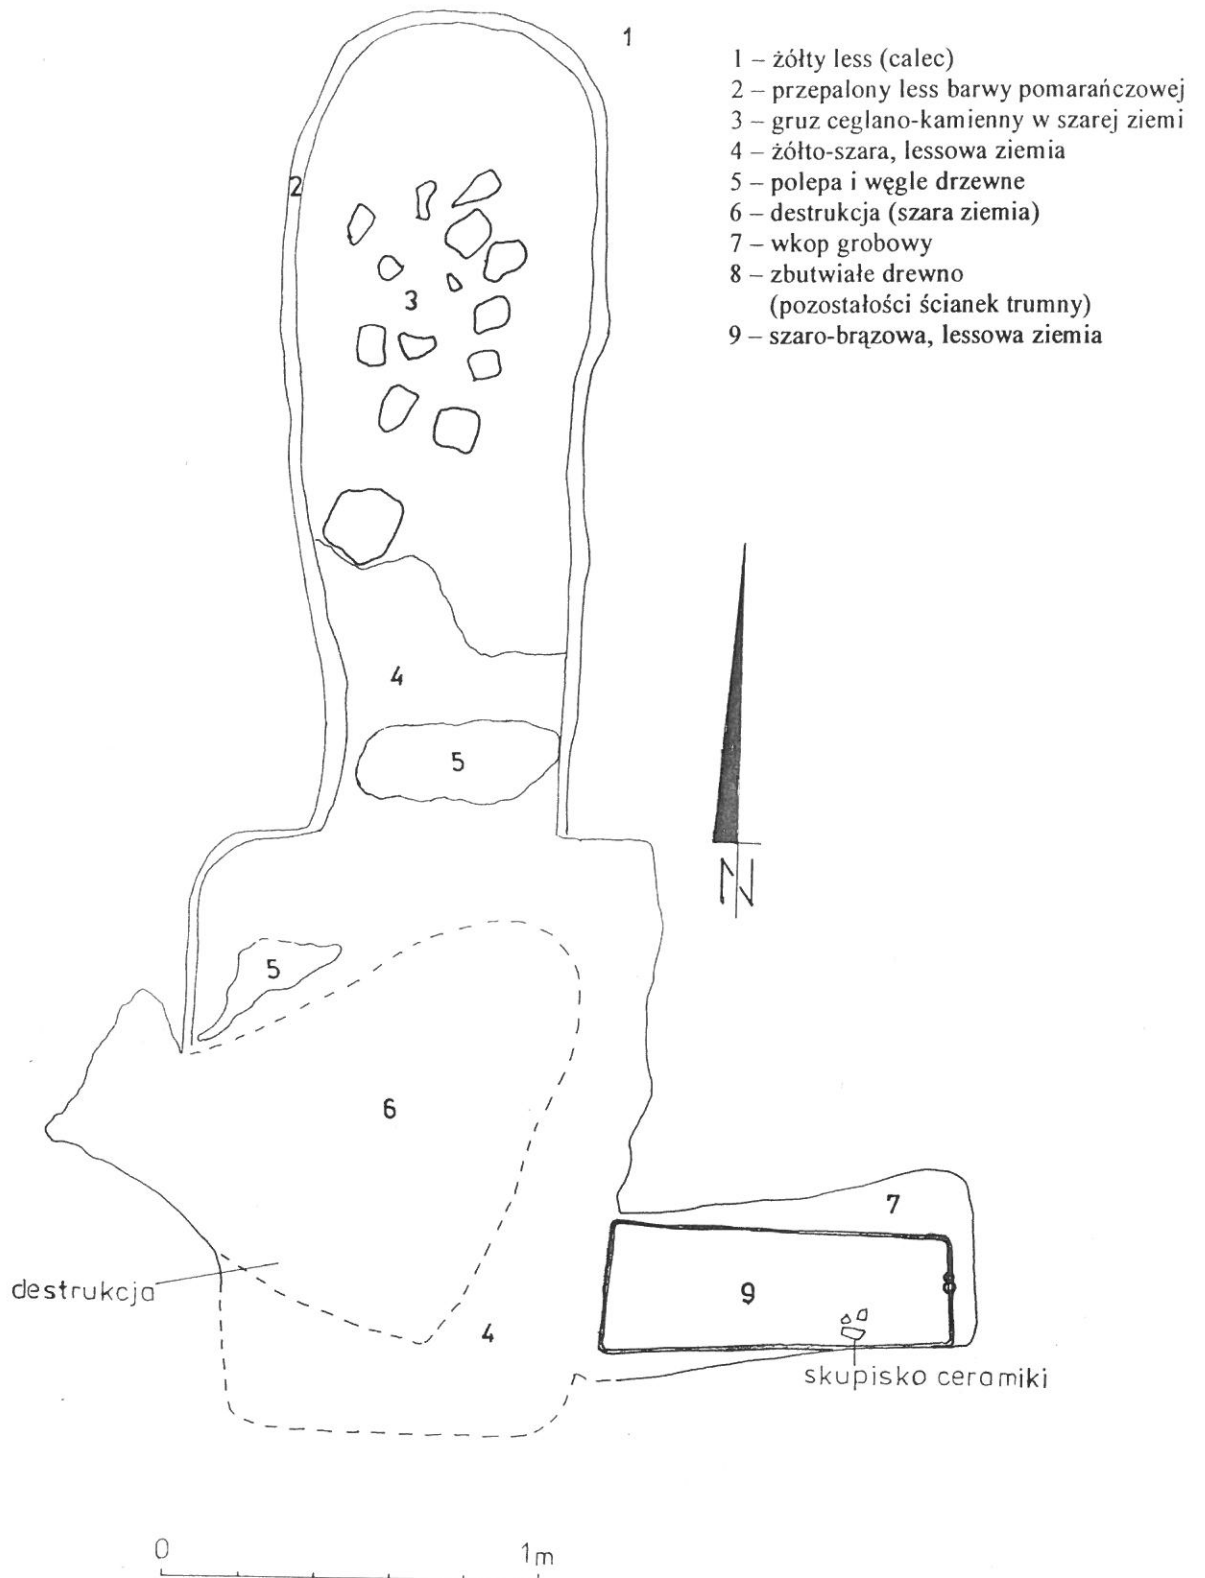 1
1 – żółty less (calec)
2 – przepalony less barwy pomarańczowej
3 – gruz ceglano-kamienny w szarej ziemi
4 – żółto-szara, lessowa ziemia
5 – polepa i węgle drzewne
6 – destrukcja (szara ziemia)
7 – wkop grobowy
8 – zbutwiałe drewno
(pozostałości ścianek trumny)
9 – szaro-brązowa, lessowa ziemia
2
3
4
5
N
5
6
7
destrukcja
9
4
skupisko ceramiki
0 1m